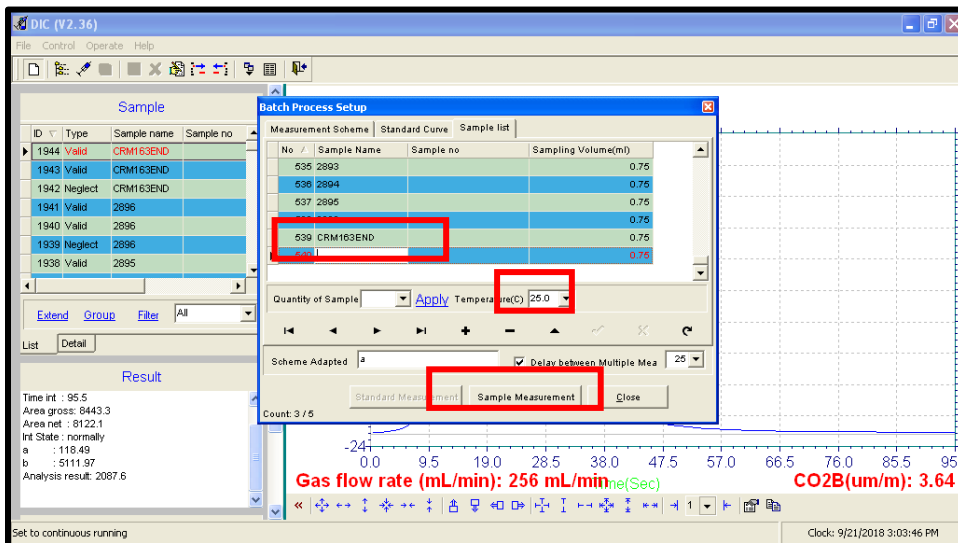 DIC (V2.36)
File Control Operate Help
Sample
ID Type Sample name Sample no
1944 Valid CRM163END
1943 Valid CRM163END
1942 Neglect CRM163END
1941 Valid 2896
1940 Valid 2896
1939 Neglect 2896
1938 Valid 2895
Extend Group Filter All
List Detail
Result
Time int : 95.5
Area gross: 8443.3
Area net : 8122.1
Int State : normally
a : 118.49
b : 5111.97
Analysis result: 2087.6
Batch Process Setup
Measurement Scheme Standard Curve Sample list
No Sample Name Sample no Sampling Volume(ml)
535 2893 0.75
536 2894 0.75
537 2895 0.75
0.75
539 CRM163END 0.75
0.75
Quantity of Sample Apply Temperature(C) 25.0
Scheme Adapted a Delay between Multiple Mea 25
Standard Measurement Sample Measurement Close
Count: 3 / 5
-24
0.0 9.5 19.0 28.5 38.0 47.5 57.0 66.5 76.0 85.5 95
Gas flow rate (mL/min): 256 mL/min me(Sec) CO2B(um/m): 3.64
1
Set to continuous running Clock: 9/21/2018 3:03:46 PM